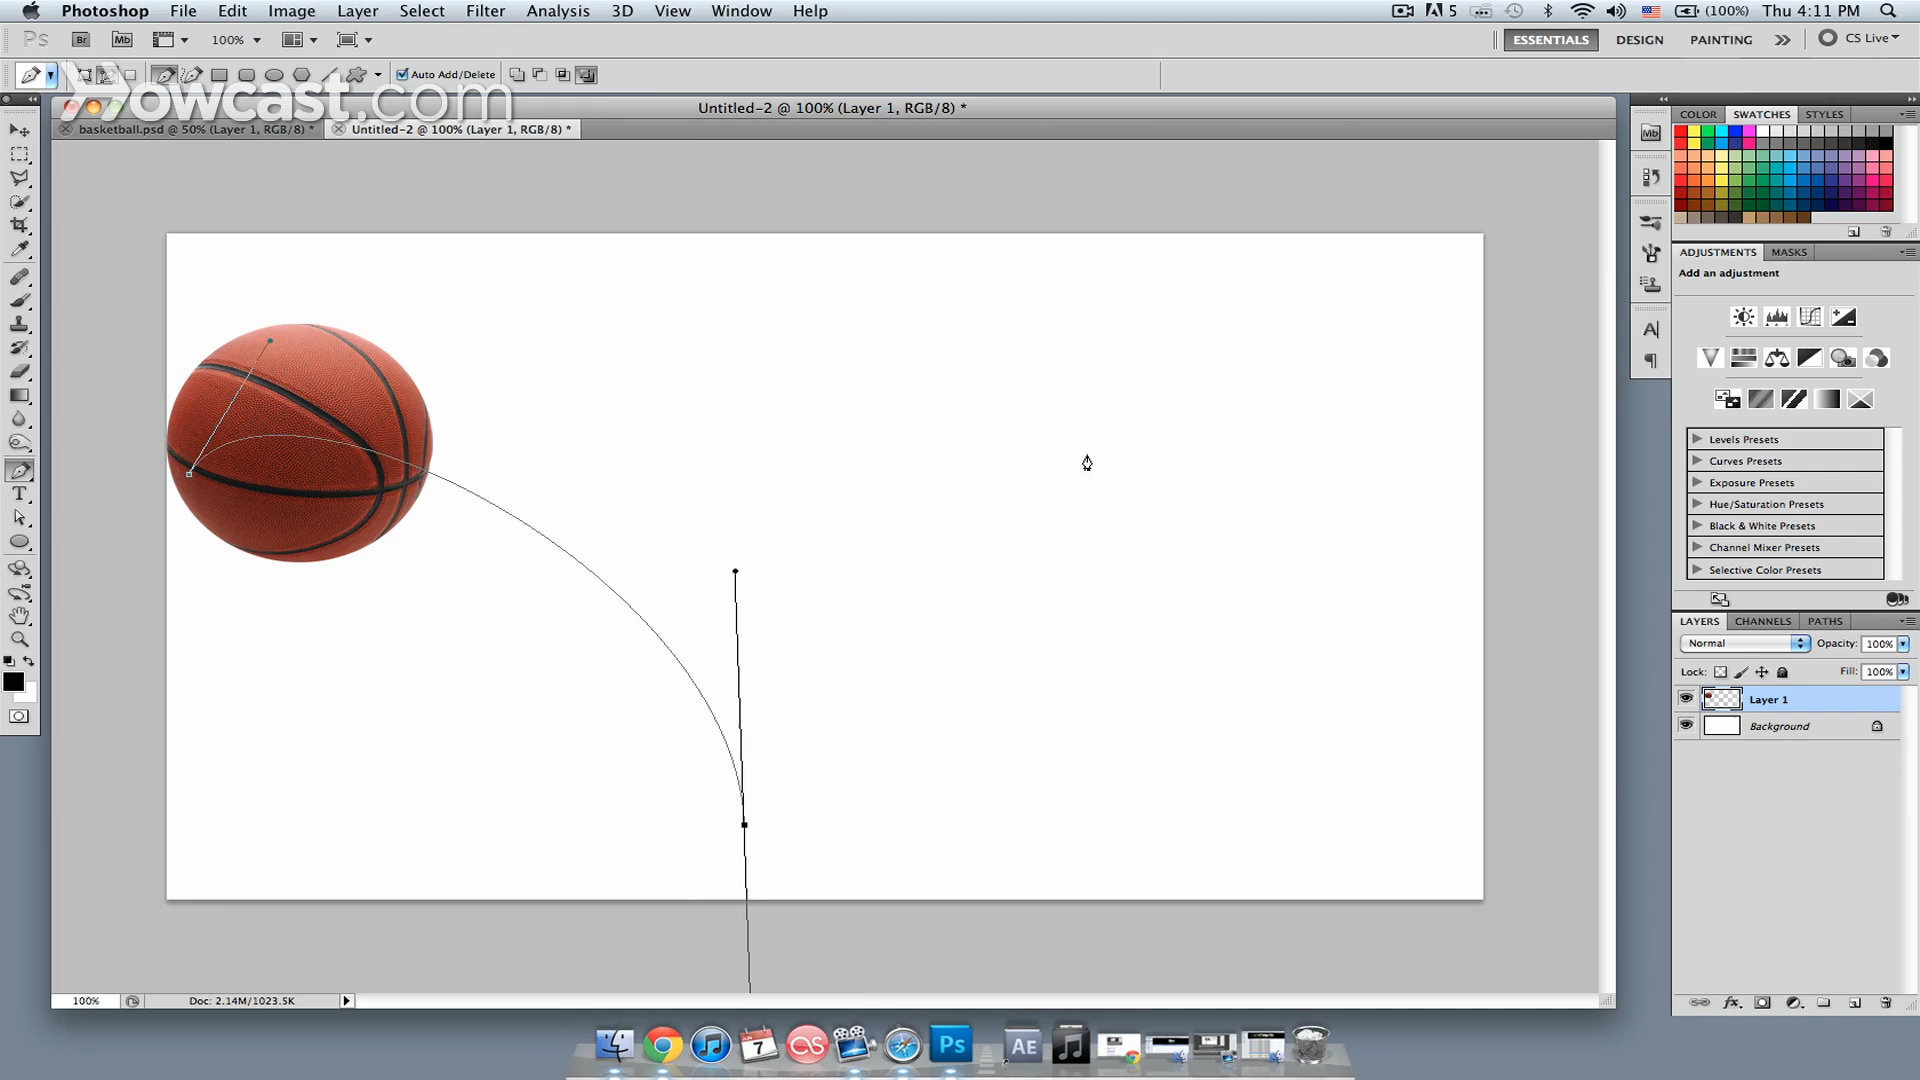 Photoshop File Edit Image Layer Select Filter Analysis 3D View Window Help
5 (100%) Thu 4:11 PM
Ps Br Mb 100% ESSENTIALS DESIGN PAINTING CS Live
Auto Add/Delete
Howcast.com
Untitled-2 @ 100% (Layer 1, RGB/8) *
basketball.psd @ 50% (Layer 1, RGB/8) * Untitled-2 @ 100% (Layer 1, RGB/8) *
COLOR SWATCHES STYLES
Mb
ADJUSTMENTS MASKS
Add an adjustment
Levels Presets
Curves Presets
Exposure Presets
Hue/Saturation Presets
Black & White Presets
Channel Mixer Presets
Selective Color Presets
LAYERS CHANNELS PATHS
Normal Opacity: 100%
Lock: Fill: 100%
Layer 1
Background
100% Doc: 2.14M/1023.5K
7 Ps AE